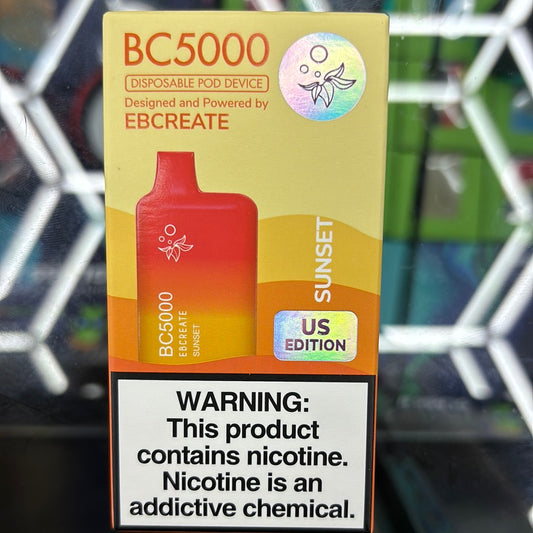 BC5000
DISPOSABLE POD DEVICE
Designed and Powered by
EBCREATE
SUNSET
BC5000
EBCREATE
SUNSET
US
EDITION
WARNING:
This product
contains nicotine.
Nicotine is an
addictive chemical.